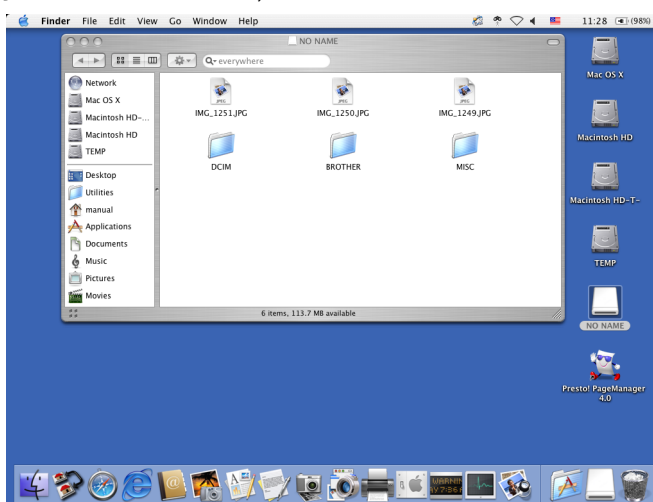 Finder File Edit View Go Window Help 11:28 (98%)
NO NAME
everywhere
Network
Mac OS X
Macintosh HD-...
Macintosh HD
TEMP
Desktop
Utilities
manual
Applications
Documents
Music
Pictures
Movies
JPEG JPEG JPEG
IMG_1251.JPG IMG_1250.JPG IMG_1249.JPG
DCIM BROTHER MISC
6 items, 113.7 MB available
Mac OS X
Macintosh HD
Macintosh HD-T-
TEMP
NO NAME
Presto! PageManager
4.0